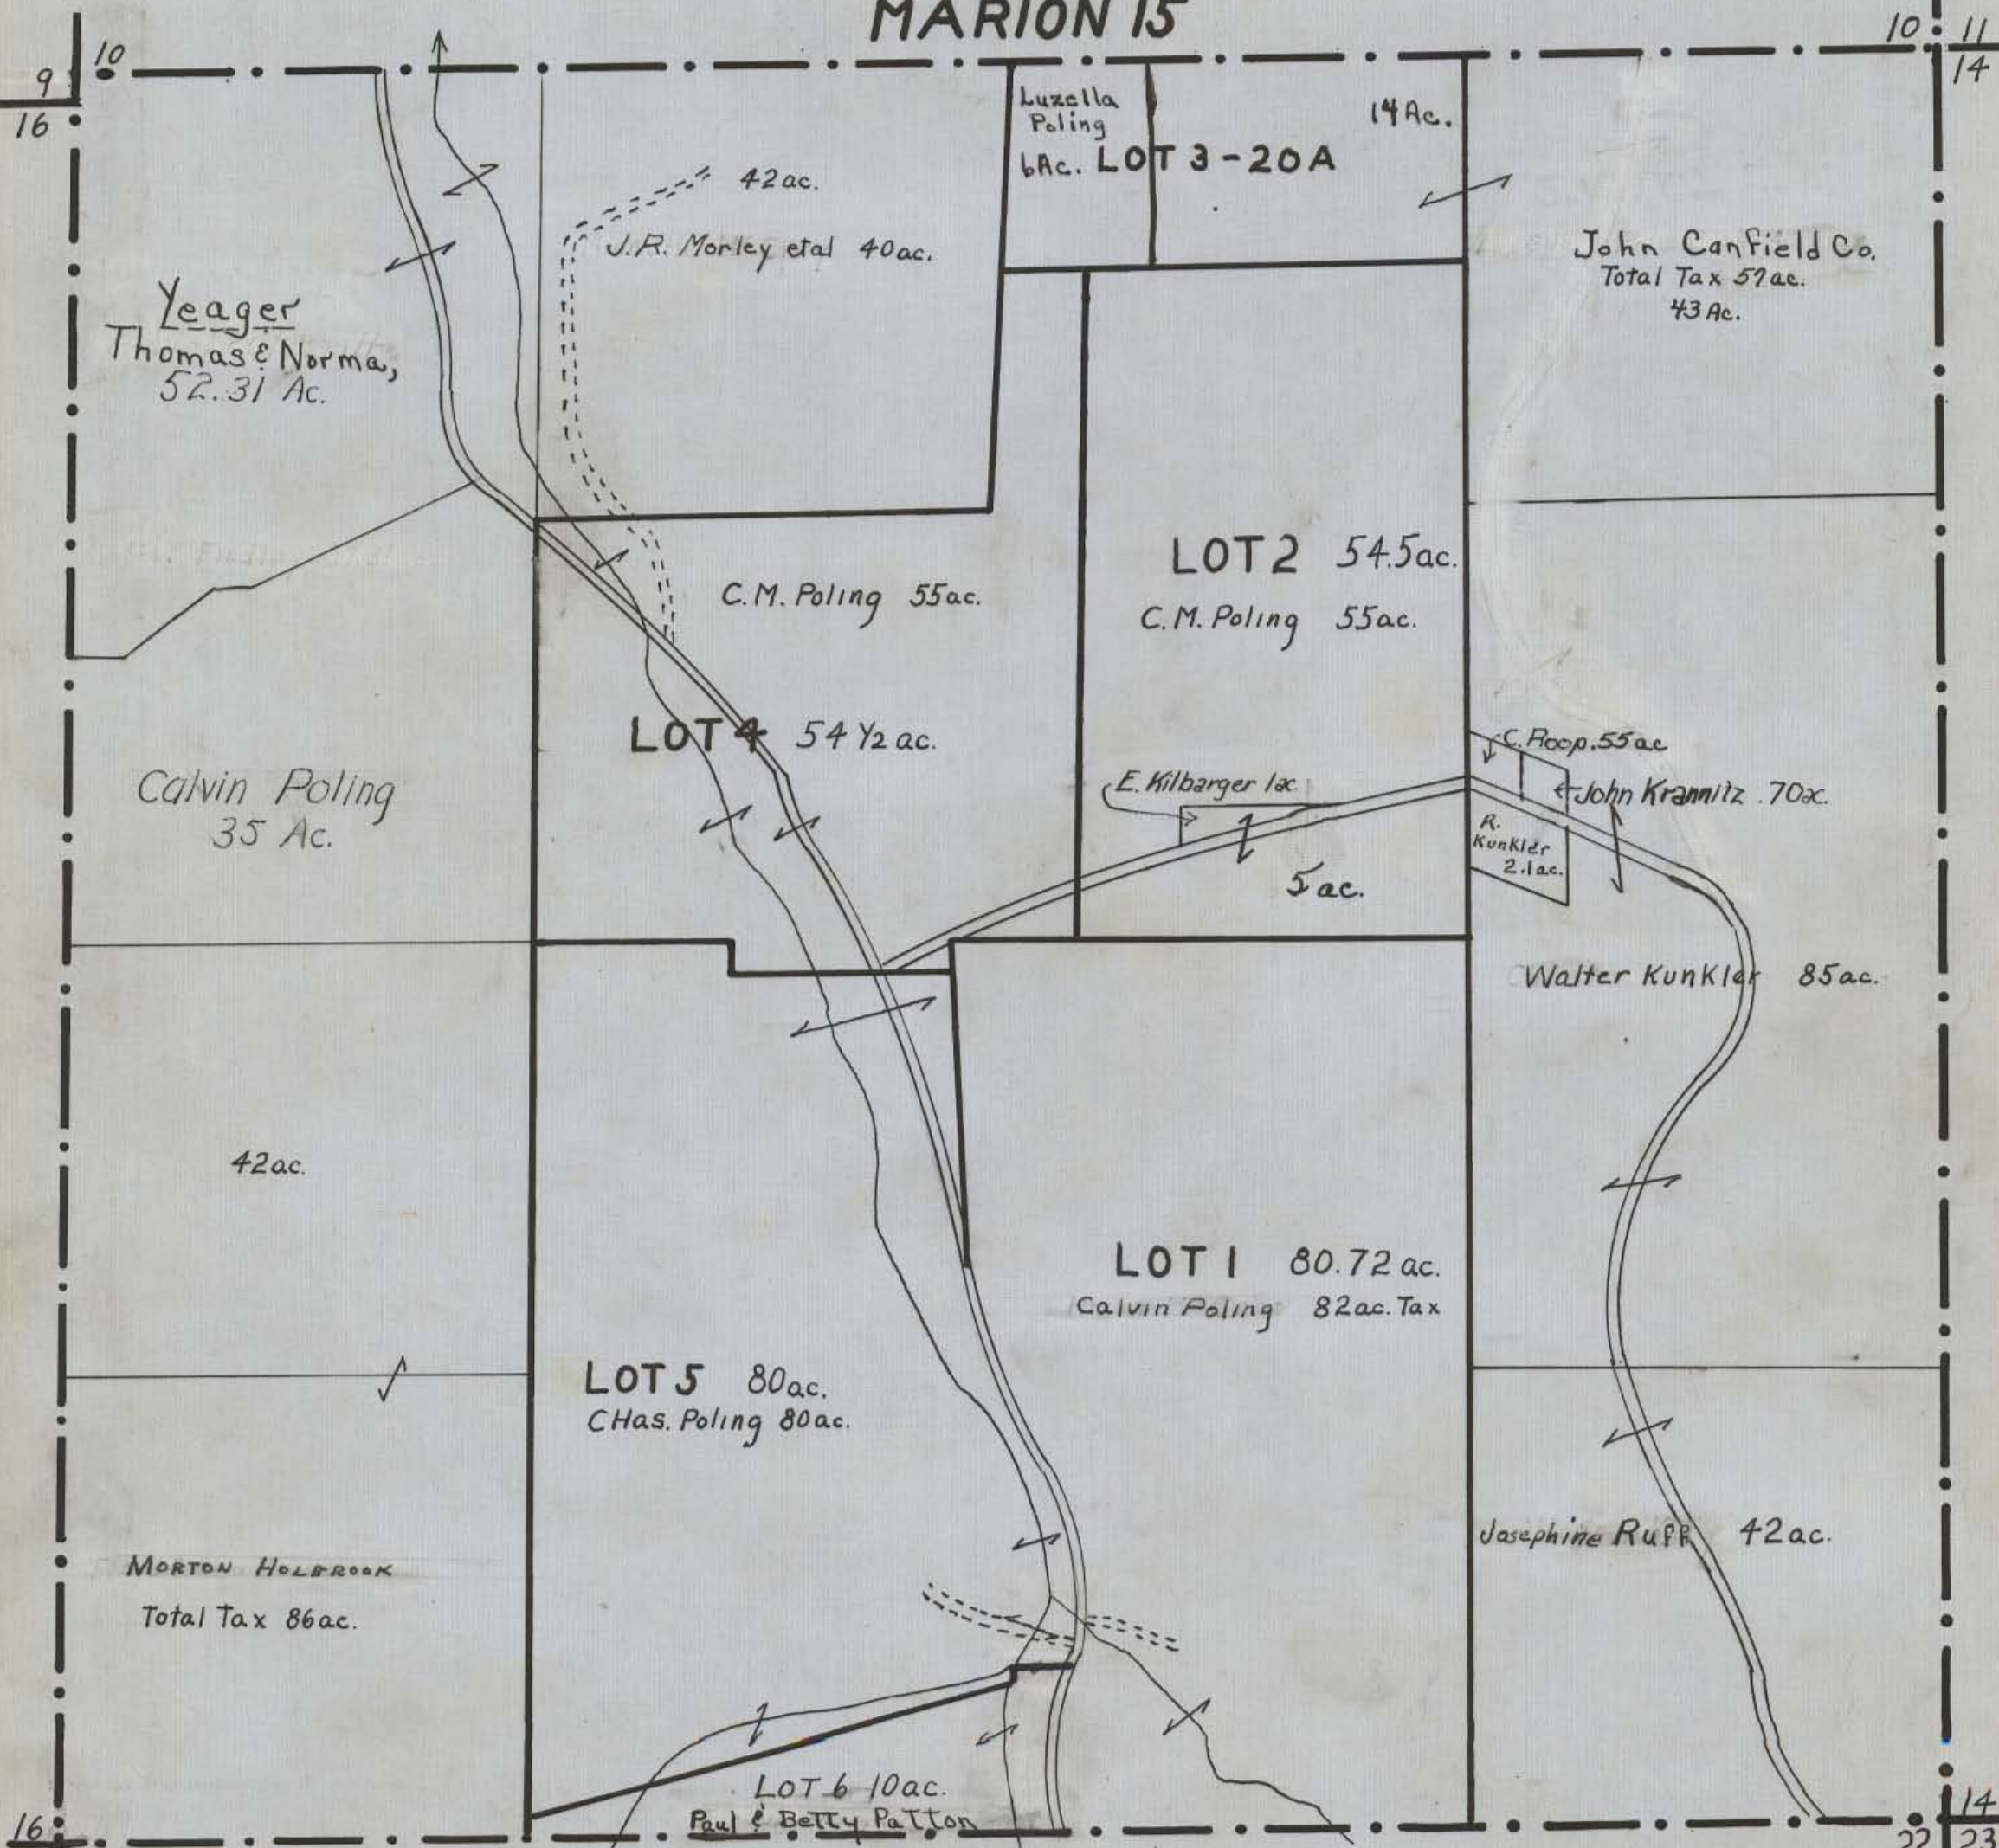 MARION 15
10
9
16
10
11
14
Luzella
Poling
6Ac.
LOT 3-20A
14Ac.
42ac.
J.R. Morley etal 40ac.
John Canfield Co.
Total Tax 57ac.
43 Ac.
Yeager
Thomas & Norma,
52.31 Ac.
LOT 2 54.5ac.
C.M. Poling 55ac.
C.M. Poling 55ac.
LOT 4 54 1/2 ac.
Calvin Poling
35 Ac.
E. Kilbarger 1ac.
C. Roop .55ac
John Krannitz .70ac.
R.
Kunkler
2.1ac.
5 ac.
Walter Kunkler 85ac.
42ac.
LOT 1 80.72 ac.
Calvin Poling 82ac. Tax
LOT 5 80ac.
CHas. Poling 80ac.
MORTON HOLBROOK
Total Tax 86ac.
Josephine Ruff 42ac.
LOT 6 10ac.
Paul & Betty Patton
16
14
22
23